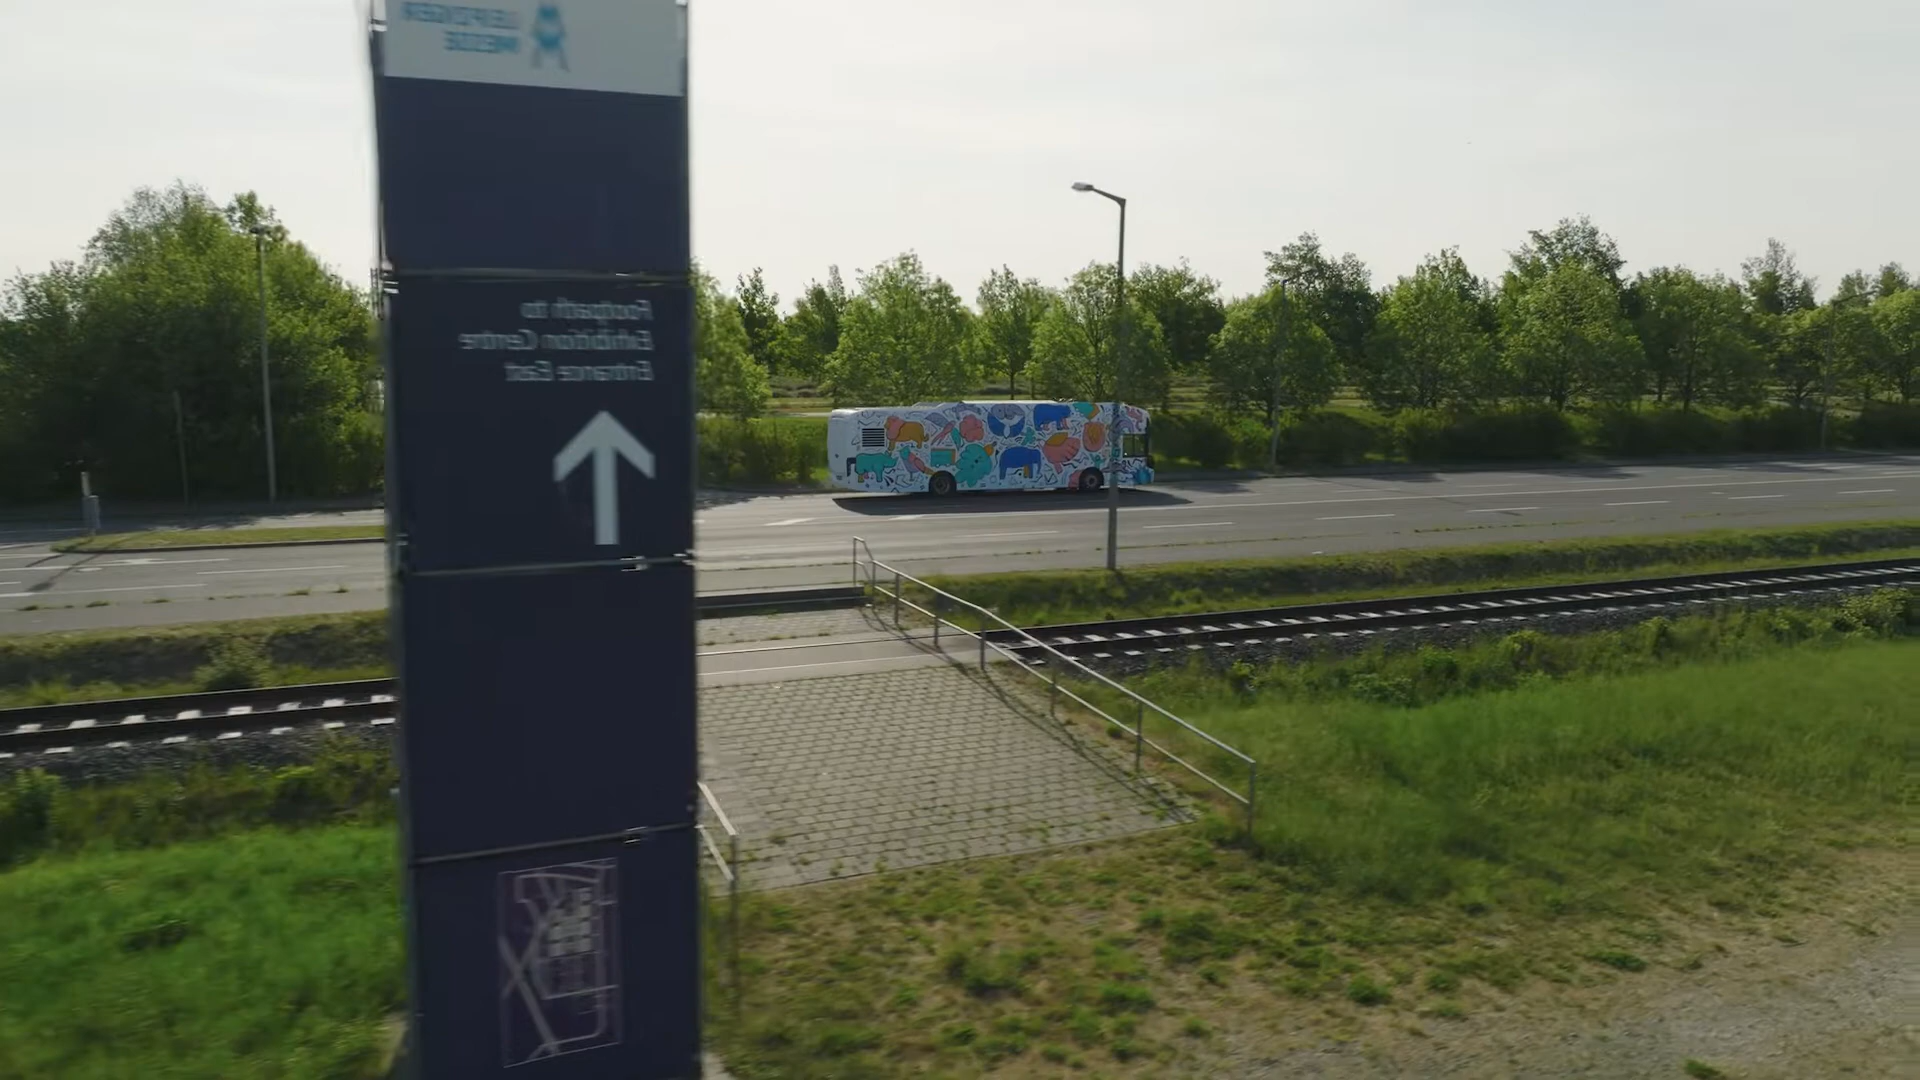 LEIPZIGER
MESSE
Footpath to
Exhibition Centre
Entrance East